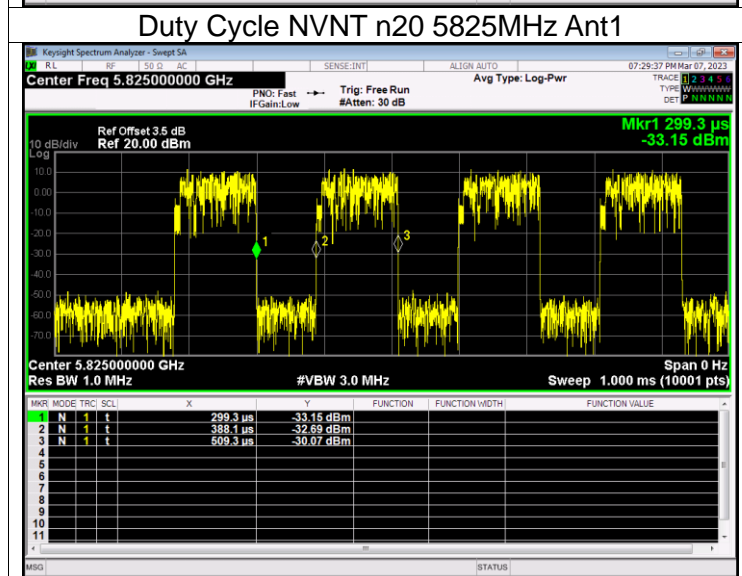 Duty Cycle NVNT n20 5825MHz Ant1
Keysight Spectrum Analyzer - Swept SA
RL RF 50 Ω AC SENSE:INT ALIGN AUTO 07:29:37 PM Mar 07, 2023
Center Freq 5.825000000 GHz Avg Type: Log-Pwr TRACE 1 2 3 4 5 6
PNO: Fast Trig: Free Run TYPE WWWWWW
IFGain:Low #Atten: 30 dB DET P N N N N N
Mkr1 299.3 µs
Ref Offset 3.5 dB
10 dB/div Ref 20.00 dBm -33.15 dBm
Log
10.0
0.00
-10.0
1 2 3
-20.0
-30.0
-40.0
-50.0
-60.0
-70.0
Center 5.825000000 GHz Span 0 Hz
Res BW 1.0 MHz #VBW 3.0 MHz Sweep 1.000 ms (10001 pts)
MKR MODE TRC SCL X Y FUNCTION FUNCTION WIDTH FUNCTION VALUE
1 N 1 t 299.3 µs -33.15 dBm
2 N 1 t 388.1 µs -32.69 dBm
3 N 1 t 509.3 µs -30.07 dBm
4
5
6
7
8
9
10
11
MSG STATUS